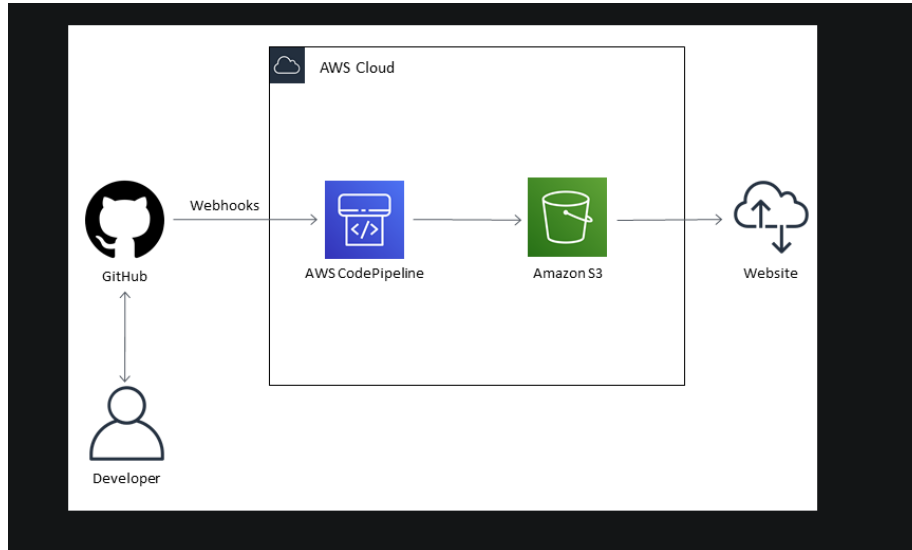 AWS Cloud
Webhooks
</>
GitHub
AWS CodePipeline
Amazon S3
Website
Developer